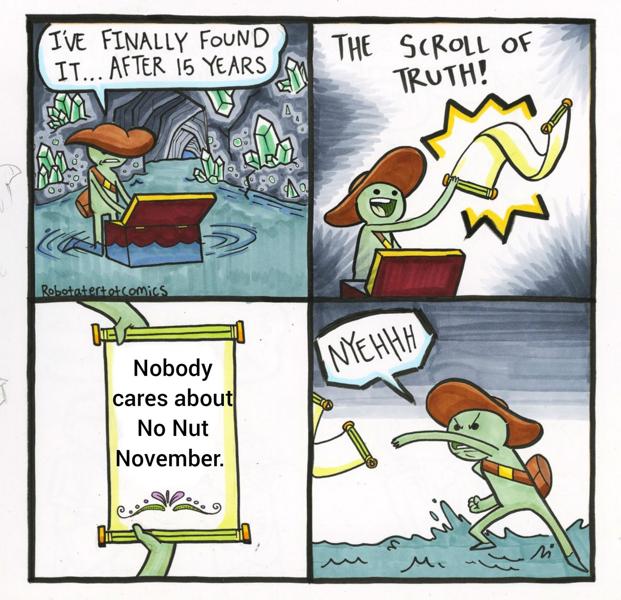 I'VE FINALLY FOUND
IT... AFTER 15 YEARS
THE SCROLL OF
TRUTH!
Robotatertotcomics
Nobody
cares about
No Nut
November.
NYEHHH